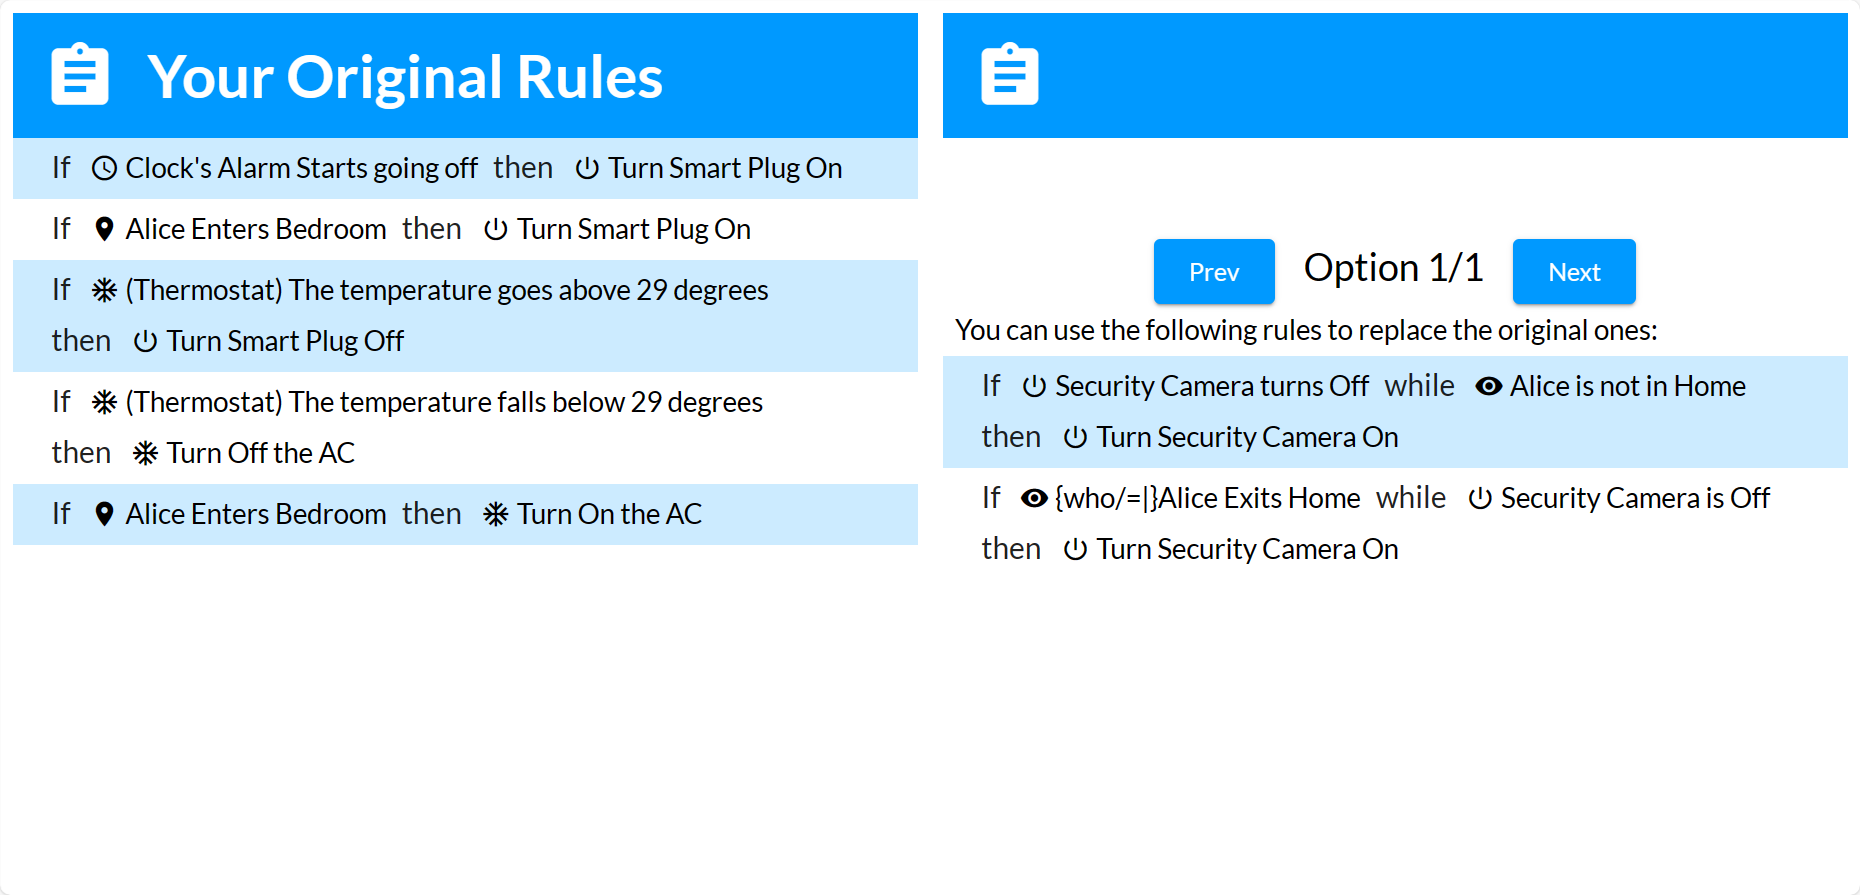 Your Original Rules
If Clock's Alarm Starts going off then Turn Smart Plug On
If Alice Enters Bedroom then Turn Smart Plug On
If (Thermostat) The temperature goes above 29 degrees
then Turn Smart Plug Off
If (Thermostat) The temperature falls below 29 degrees
then Turn Off the AC
If Alice Enters Bedroom then Turn On the AC
Prev Option 1/1 Next
You can use the following rules to replace the original ones:
If Security Camera turns Off while Alice is not in Home
then Turn Security Camera On
If {who/=|}Alice Exits Home while Security Camera is Off
then Turn Security Camera On